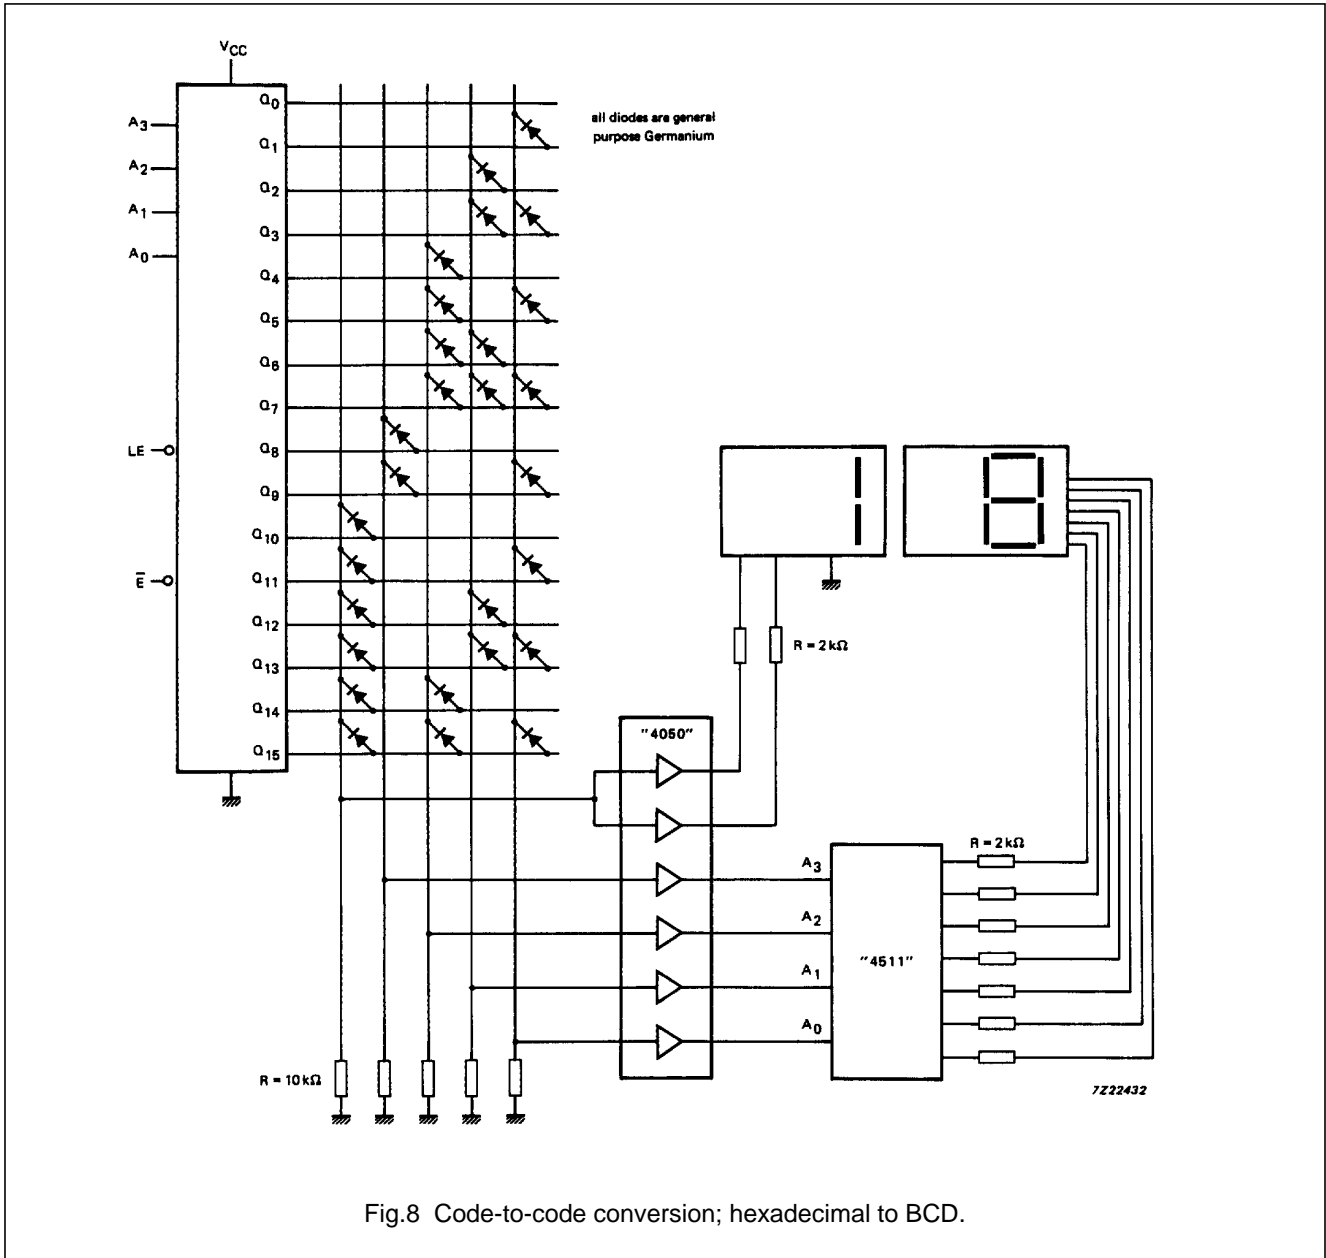 VCC
A3
A2
A1
A0
LE
E̅
Q0
Q1
Q2
Q3
Q4
Q5
Q6
Q7
Q8
Q9
Q10
Q11
Q12
Q13
Q14
Q15
all diodes are general
purpose Germanium
R = 2 kΩ
"4050"
A3
A2
A1
A0
"4511"
R = 2 kΩ
R = 10 kΩ
7Z22432
Fig.8 Code-to-code conversion; hexadecimal to BCD.